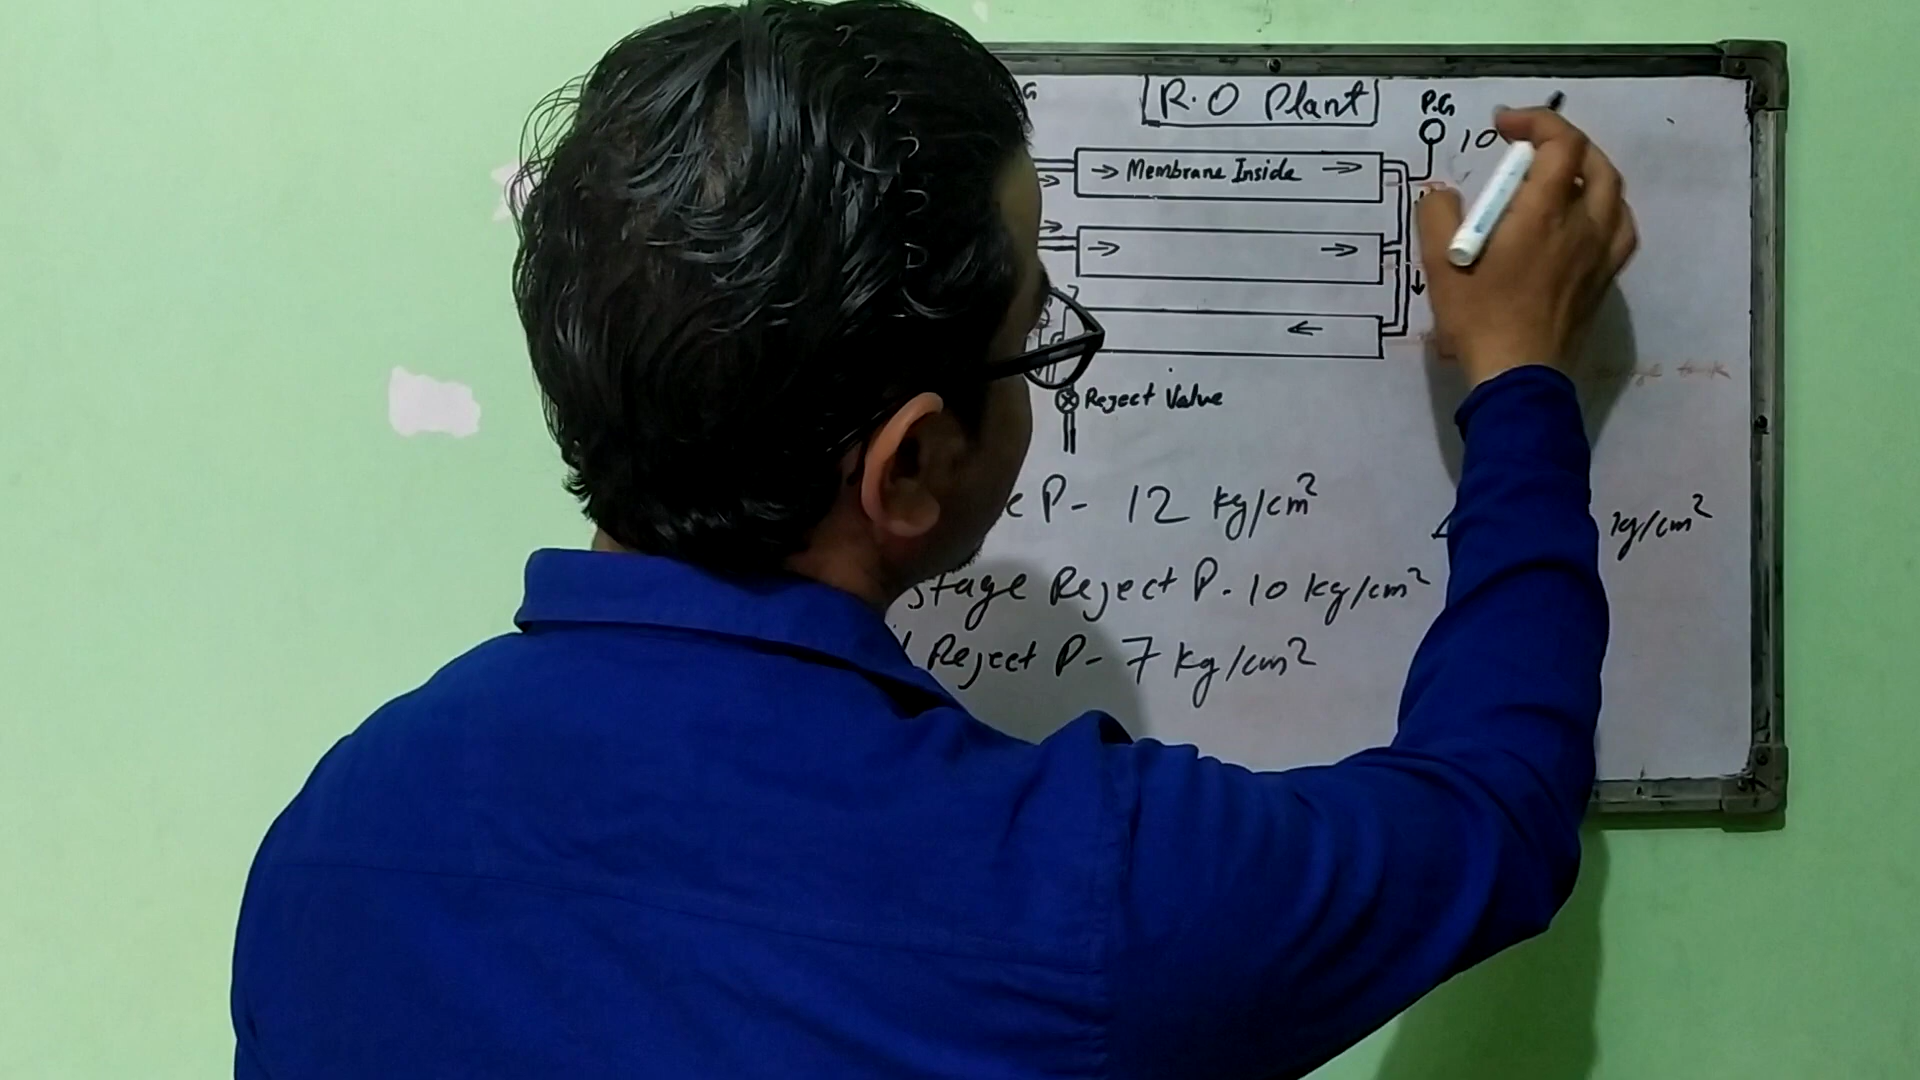 R.O Plant
P.G
10
Membrane Inside
Reject Valve
P- 12 kg/cm²
kg/cm²
stage Reject P. 10 kg/cm²
Reject P- 7 kg/cm²